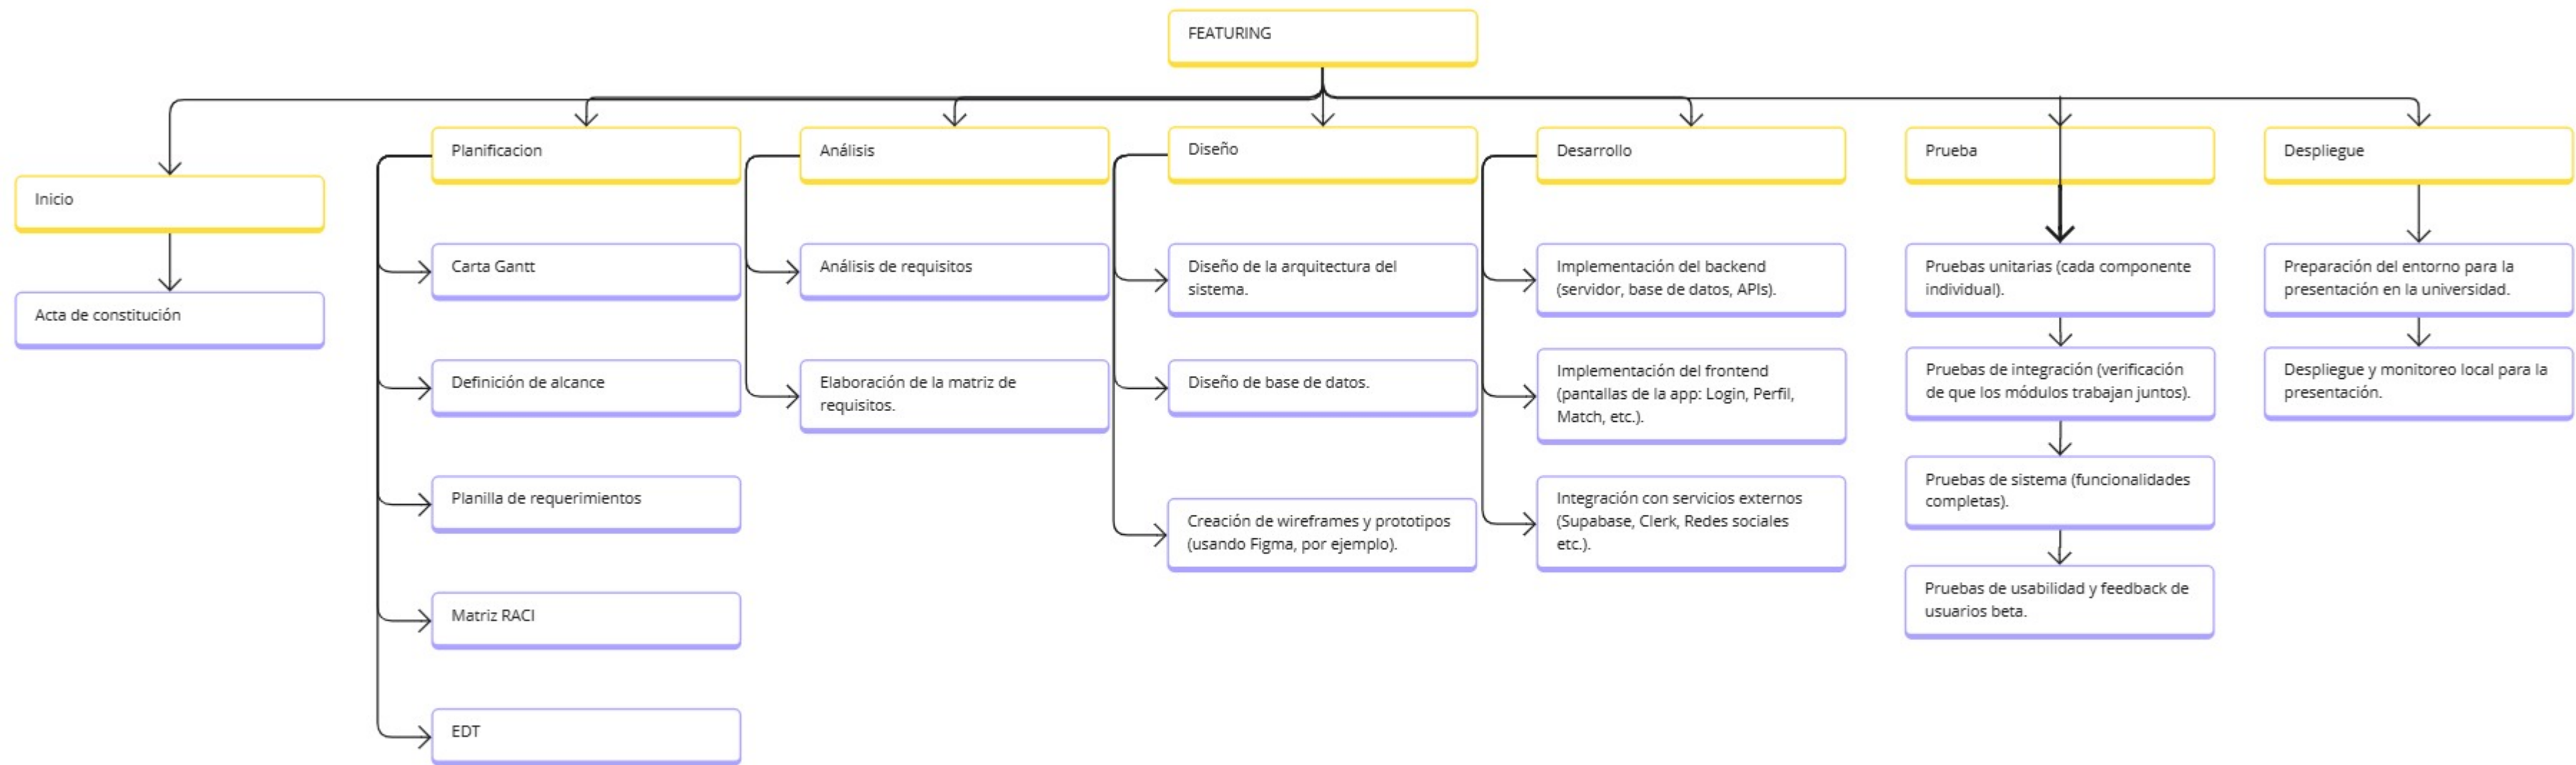 FEATURING
Inicio
Acta de constitución
Planificacion
Carta Gantt
Definición de alcance
Planilla de requerimientos
Matriz RACI
EDT
Análisis
Análisis de requisitos
Elaboración de la matriz de
requisitos.
Diseño
Diseño de la arquitectura del
sistema.
Diseño de base de datos.
Creación de wireframes y prototipos
(usando Figma, por ejemplo).
Desarrollo
Implementación del backend
(servidor, base de datos, APIs).
Implementación del frontend
(pantallas de la app: Login, Perfil,
Match, etc.).
Integración con servicios externos
(Supabase, Clerk, Redes sociales
etc.).
Prueba
Pruebas unitarias (cada componente
individual).
Pruebas de integración (verificación
de que los módulos trabajan juntos).
Pruebas de sistema (funcionalidades
completas).
Pruebas de usabilidad y feedback de
usuarios beta.
Despliegue
Preparación del entorno para la
presentación en la universidad.
Despliegue y monitoreo local para la
presentación.